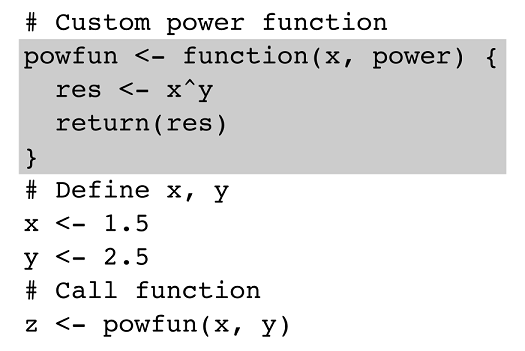 # Custom power function
powfun <- function(x, power) {
  res <- x^y
  return(res)
}
# Define x, y
x <- 1.5
y <- 2.5
# Call function
z <- powfun(x, y)